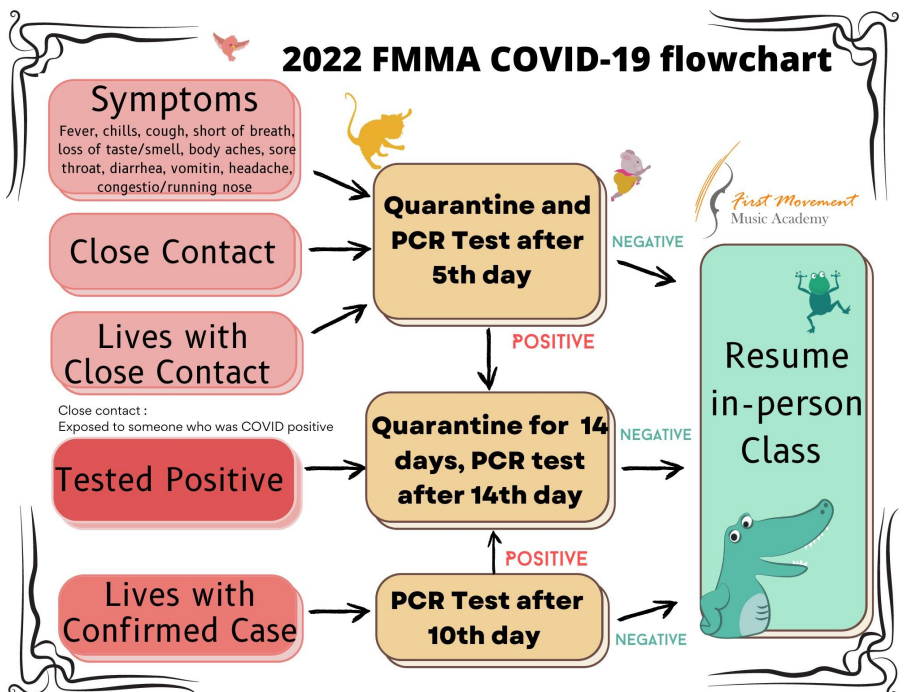 2022 FMMA COVID-19 flowchart
Symptoms
Fever, chills, cough, short of breath,
loss of taste/smell, body aches, sore
throat, diarrhea, vomitin, headache,
congestio/running nose
Close Contact
Lives with
Close Contact
Close contact :
Exposed to someone who was COVID positive
Tested Positive
Lives with
Confirmed Case
Quarantine and
PCR Test after
5th day
POSITIVE
Quarantine for 14
days, PCR test
after 14th day
POSITIVE
PCR Test after
10th day
NEGATIVE
NEGATIVE
NEGATIVE
First Movement
Music Academy
Resume
in-person
Class